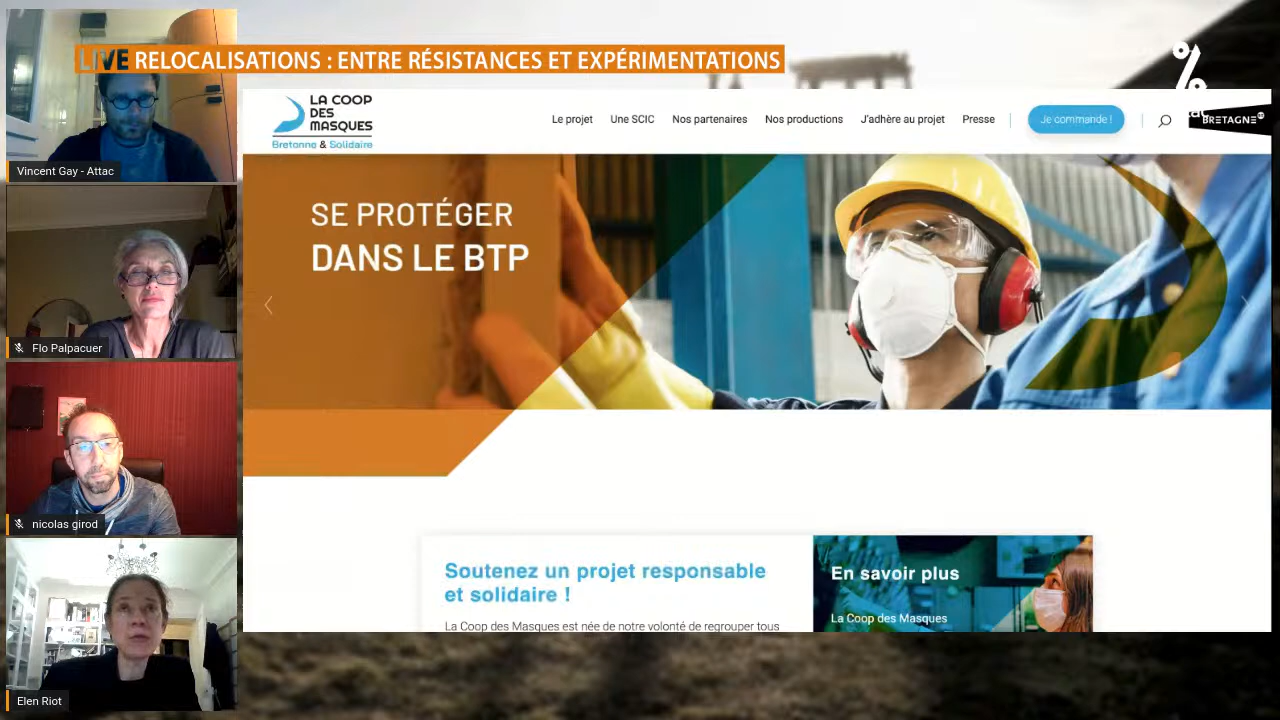 LIVE RELOCALISATIONS : ENTRE RÉSISTANCES ET EXPÉRIMENTATIONS
Vincent Gay - Attac
Flo Palpacuer
nicolas girod
Elen Riot
LA COOP
DES
MASQUES
Bretonne & Solidaire
Le projet Une SCIC Nos partenaires Nos productions J'adhère au projet Presse Je commande !
BRETAGNE
SE PROTÉGER
DANS LE BTP
Soutenez un projet responsable
et solidaire !
La Coop des Masques est née de notre volonté de regrouper tous
En savoir plus
La Coop des Masques